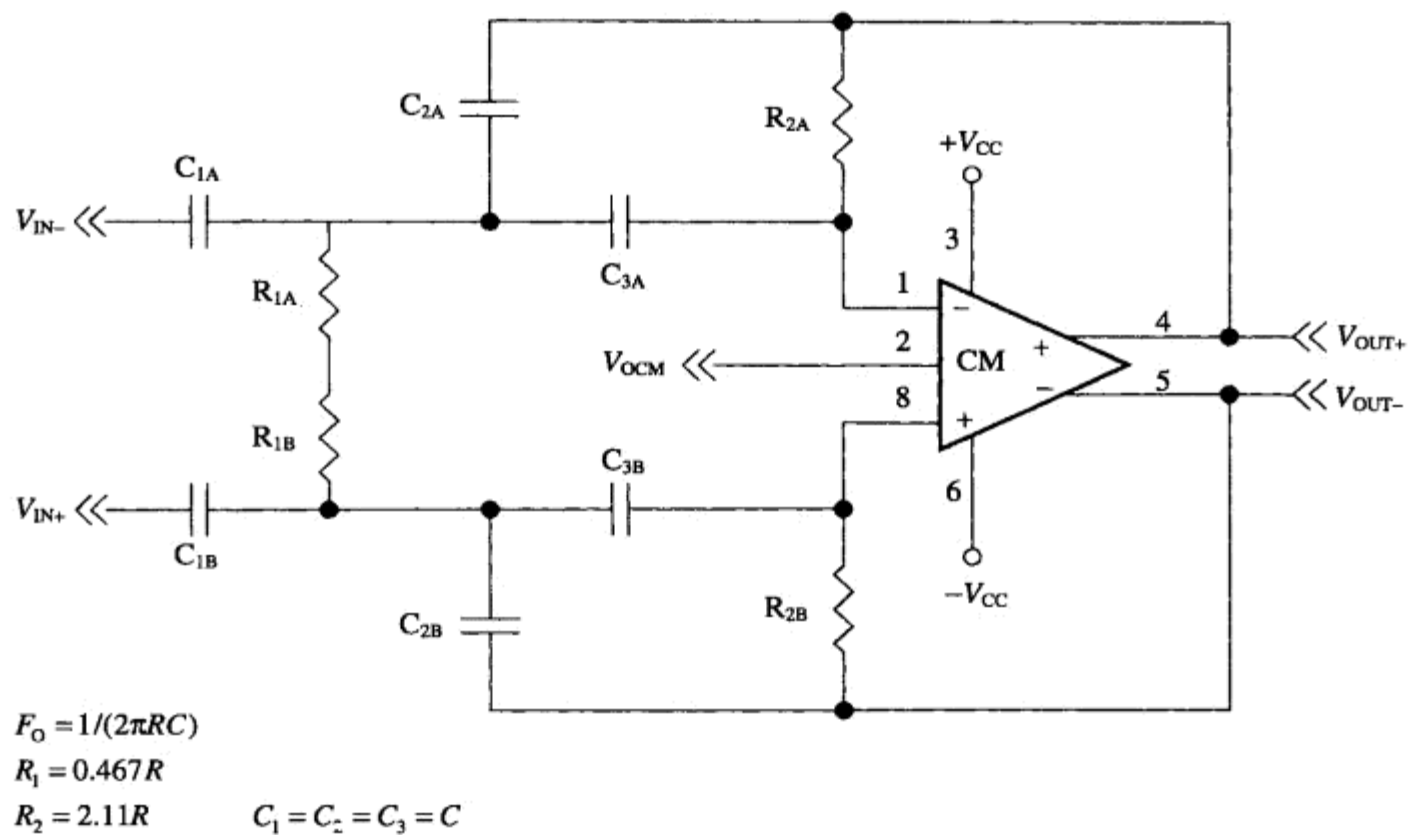 C2A
R2A
+VCC
C1A
VIN−
3
C3A
R1A
1
−
2
VOCM
CM
+
4
VOUT+
−
5
VOUT−
8
+
R1B
C3B
VIN+
6
C1B
−VCC
C2B
R2B
FO = 1/(2πRC)
R1 = 0.467R
R2 = 2.11R C1 = C2 = C3 = C